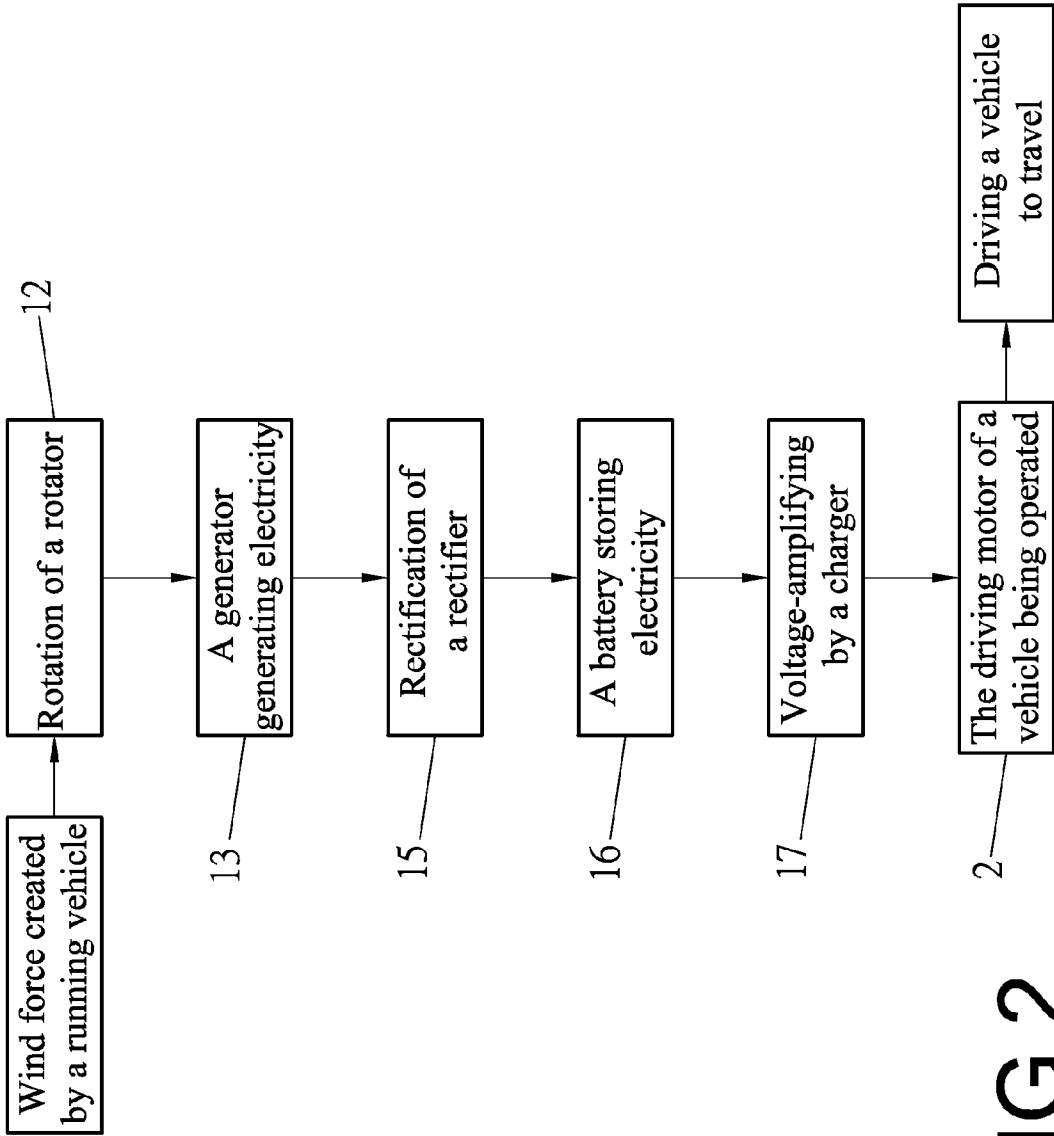 Wind force created
by a running vehicle
Rotation of a rotator
12
A generator
generating electricity
13
Rectification of
a rectifier
15
A battery storing
electricity
16
Voltage-amplifying
by a charger
17
The driving motor of a
vehicle being operated
2
Driving a vehicle
to travel
IG 2